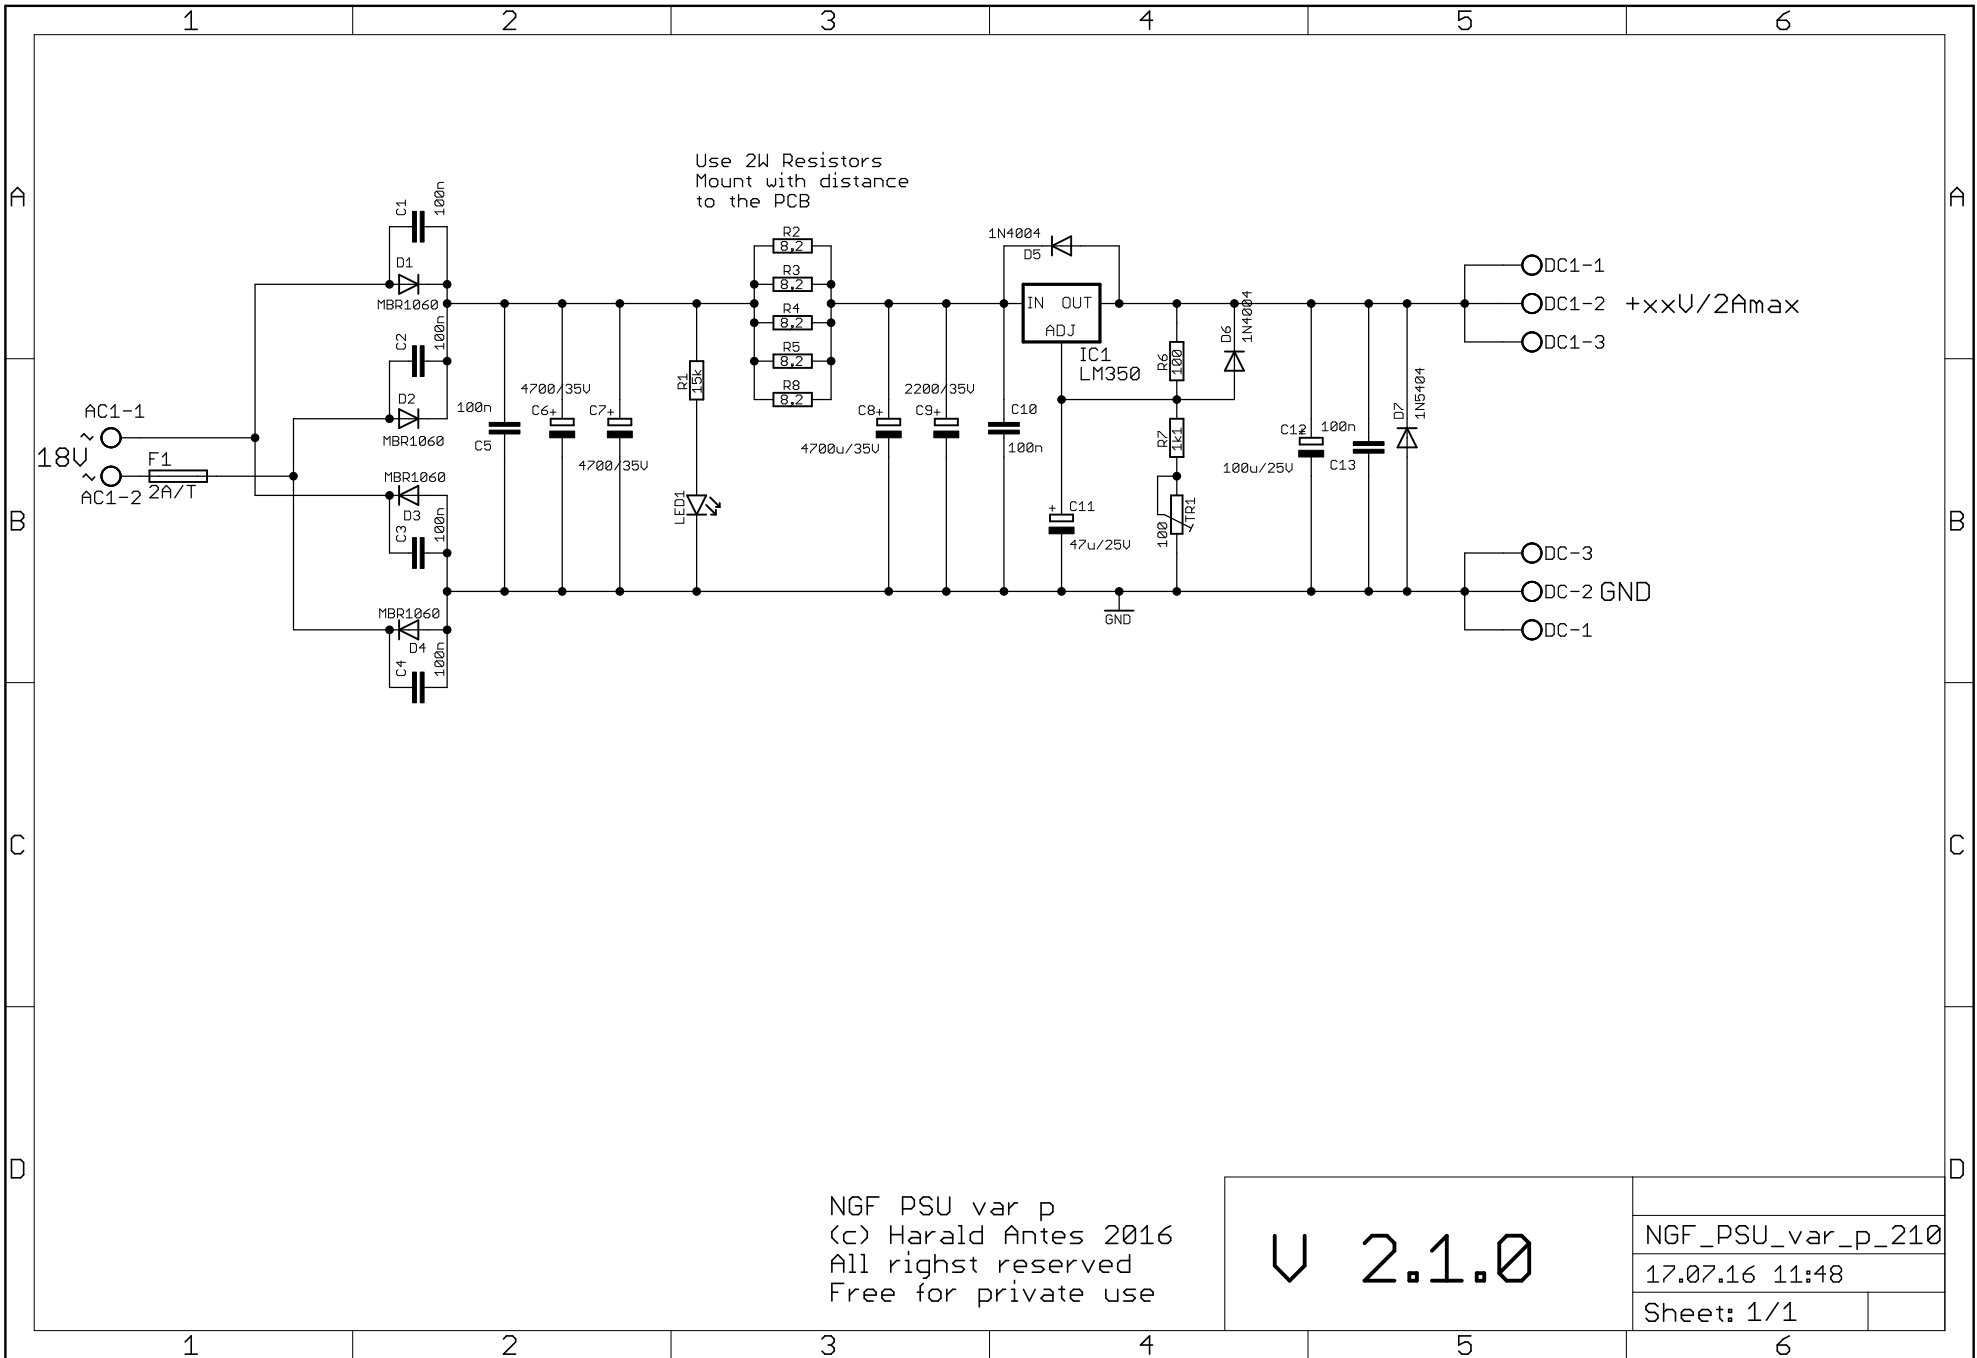 1 2 3 4 5 6
A A
Use 2W Resistors
Mount with distance
to the PCB
C1 100n
D1
MBR1060
C2 100n
D2
MBR1060
R2
8,2
R3
8,2
R4
8,2
R5
8,2
R8
8,2
1N4004
D5
IN OUT
ADJ
IC1
LM350
R6 100
D6 1N4004
DC1-1
DC1-2 +xxV/2Amax
DC1-3
AC1-1
~
18V
~
AC1-2
F1
2A/T
100n
C5
4700/35V
C6+
C7+
4700/35V
R1 15k
LED1
C8+
4700u/35V
2200/35V
C9+
C10
100n
R7 1k1
TR1
100
+ C11
47u/25V
C12+
100u/25V
100n
C13
D7 1N5404
MBR1060
D3
C3 100n
MBR1060
D4
C4 100n
B B
GND
DC-3
DC-2 GND
DC-1
C C
D D
NGF PSU var p
(c) Harald Antes 2016
All righst reserved
Free for private use
V 2.1.0
NGF_PSU_var_p_210
17.07.16 11:48
Sheet: 1/1
1 2 3 4 5 6